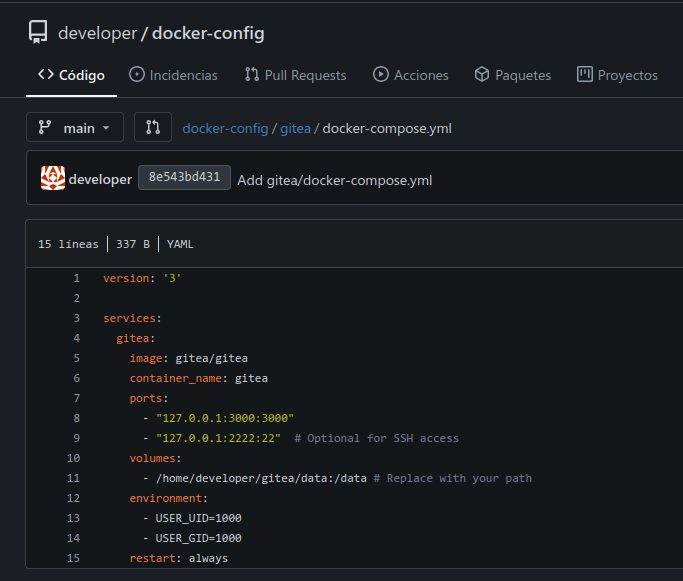 developer / docker-config
Código Incidencias Pull Requests Acciones Paquetes Proyectos
main docker-config / gitea / docker-compose.yml
developer 8e543bd431 Add gitea/docker-compose.yml
15 líneas | 337 B | YAML
1 version: '3'
2
3 services:
4   gitea:
5     image: gitea/gitea
6     container_name: gitea
7     ports:
8       - "127.0.0.1:3000:3000"
9       - "127.0.0.1:2222:22"  # Optional for SSH access
10     volumes:
11       - /home/developer/gitea/data:/data # Replace with your path
12     environment:
13       - USER_UID=1000
14       - USER_GID=1000
15     restart: always